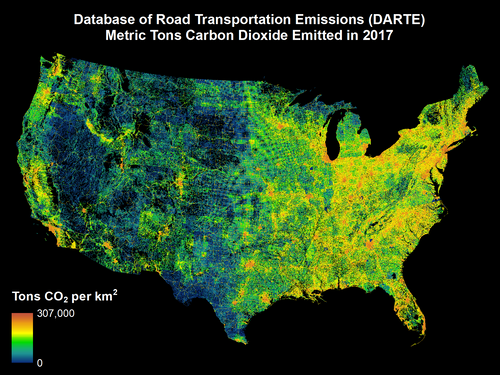 Database of Road Transportation Emissions (DARTE)
Metric Tons Carbon Dioxide Emitted in 2017
Tons CO₂ per km²
307,000
0